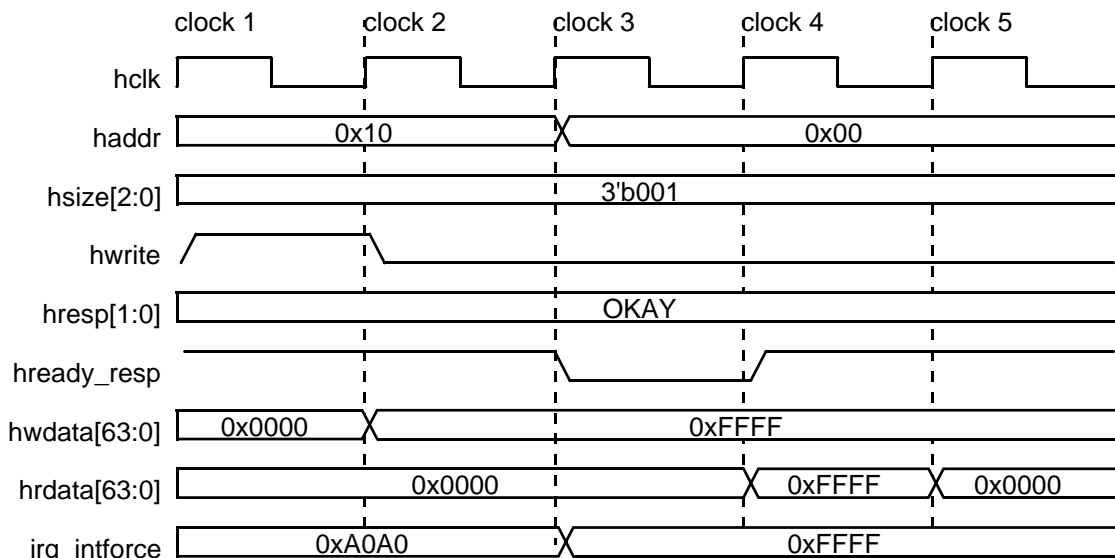 clock 1 clock 2 clock 3 clock 4 clock 5
hclk
haddr 0x10 0x00
hsize[2:0] 3'b001
hwrite
hresp[1:0] OKAY
hready_resp
hwdata[63:0] 0x0000 0xFFFF
hrdata[63:0] 0x0000 0xFFFF 0x0000
irq_intforce 0xA0A0 0xFFFF